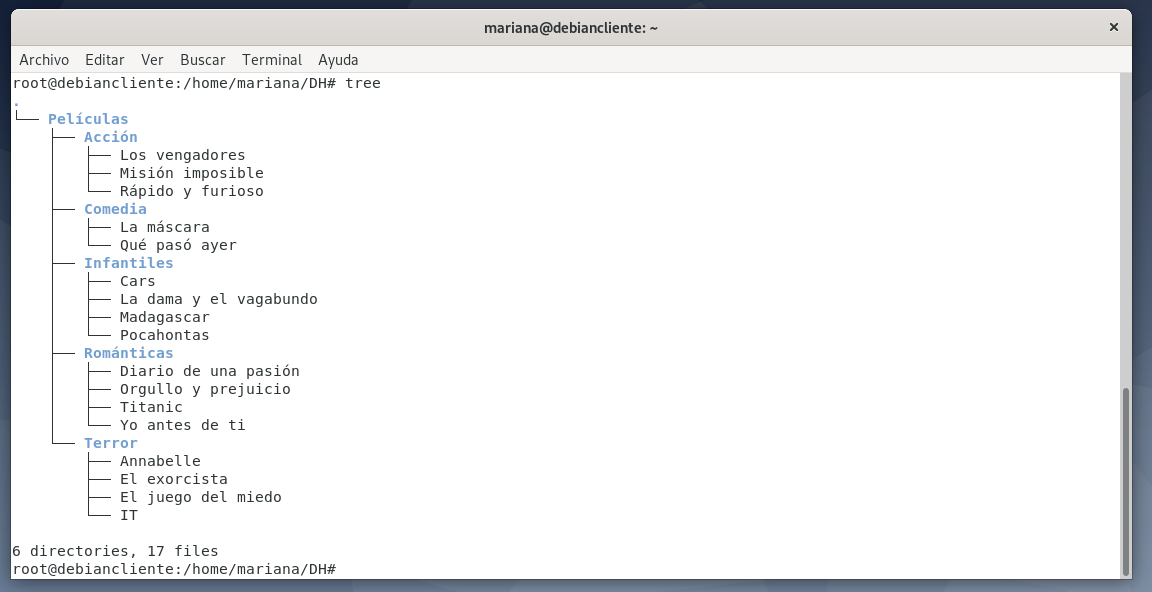 mariana@debiancliente: ~
Archivo Editar Ver Buscar Terminal Ayuda
root@debiancliente:/home/mariana/DH# tree
.
└── Películas
    ├── Acción
    │   ├── Los vengadores
    │   ├── Misión imposible
    │   └── Rápido y furioso
    ├── Comedia
    │   ├── La máscara
    │   └── Qué pasó ayer
    ├── Infantiles
    │   ├── Cars
    │   ├── La dama y el vagabundo
    │   ├── Madagascar
    │   └── Pocahontas
    ├── Románticas
    │   ├── Diario de una pasión
    │   ├── Orgullo y prejuicio
    │   ├── Titanic
    │   └── Yo antes de ti
    └── Terror
        ├── Annabelle
        ├── El exorcista
        ├── El juego del miedo
        └── IT

6 directories, 17 files
root@debiancliente:/home/mariana/DH#